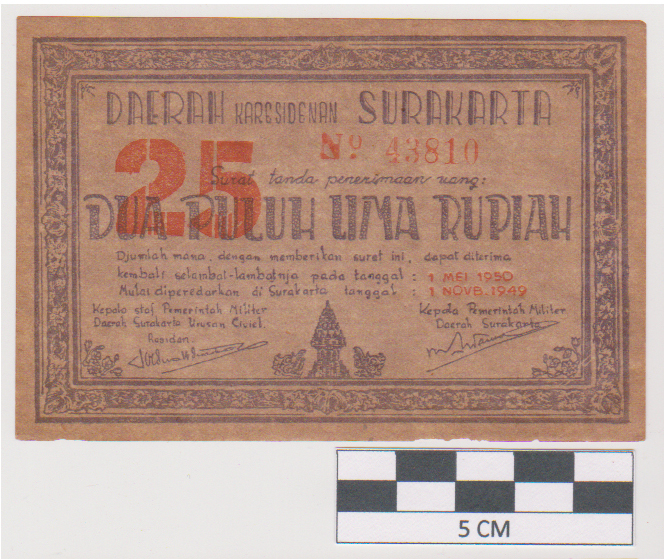 DAERAH KARESIDENAN SURAKARTA
25
Nº 43810
Surat tanda penerimaan uang:
DUA PULUH LIMA RUPIAH
Djumlah mana, dengan memberikan surat ini, dapat diterima
kembali selambat-lambatnja pada tanggal : 1 MEI 1950
Mulai diperedarkan di Surakarta tanggal : 1 NOVB. 1949
Kepala staf Pemerintah Militer
Daerah Surakarta Urusan Civiel.
Residen
Kepala Pemerintah Militer
Daerah Surakarta
5 CM